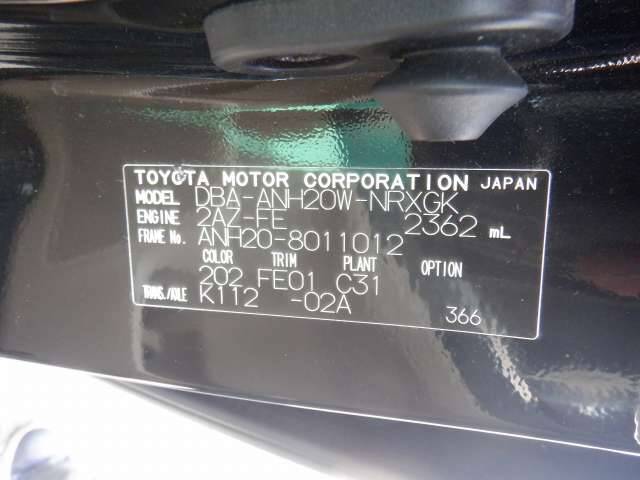 TOYOTA MOTOR CORPORATION JAPAN
MODEL DBA-ANH20W-NRXGK
ENGINE 2AZ-FE 2362 mL
FRAME No. ANH20-8011012
COLOR TRIM PLANT OPTION
202 FE01 C31
TRANS./AXLE K112 -02A
366